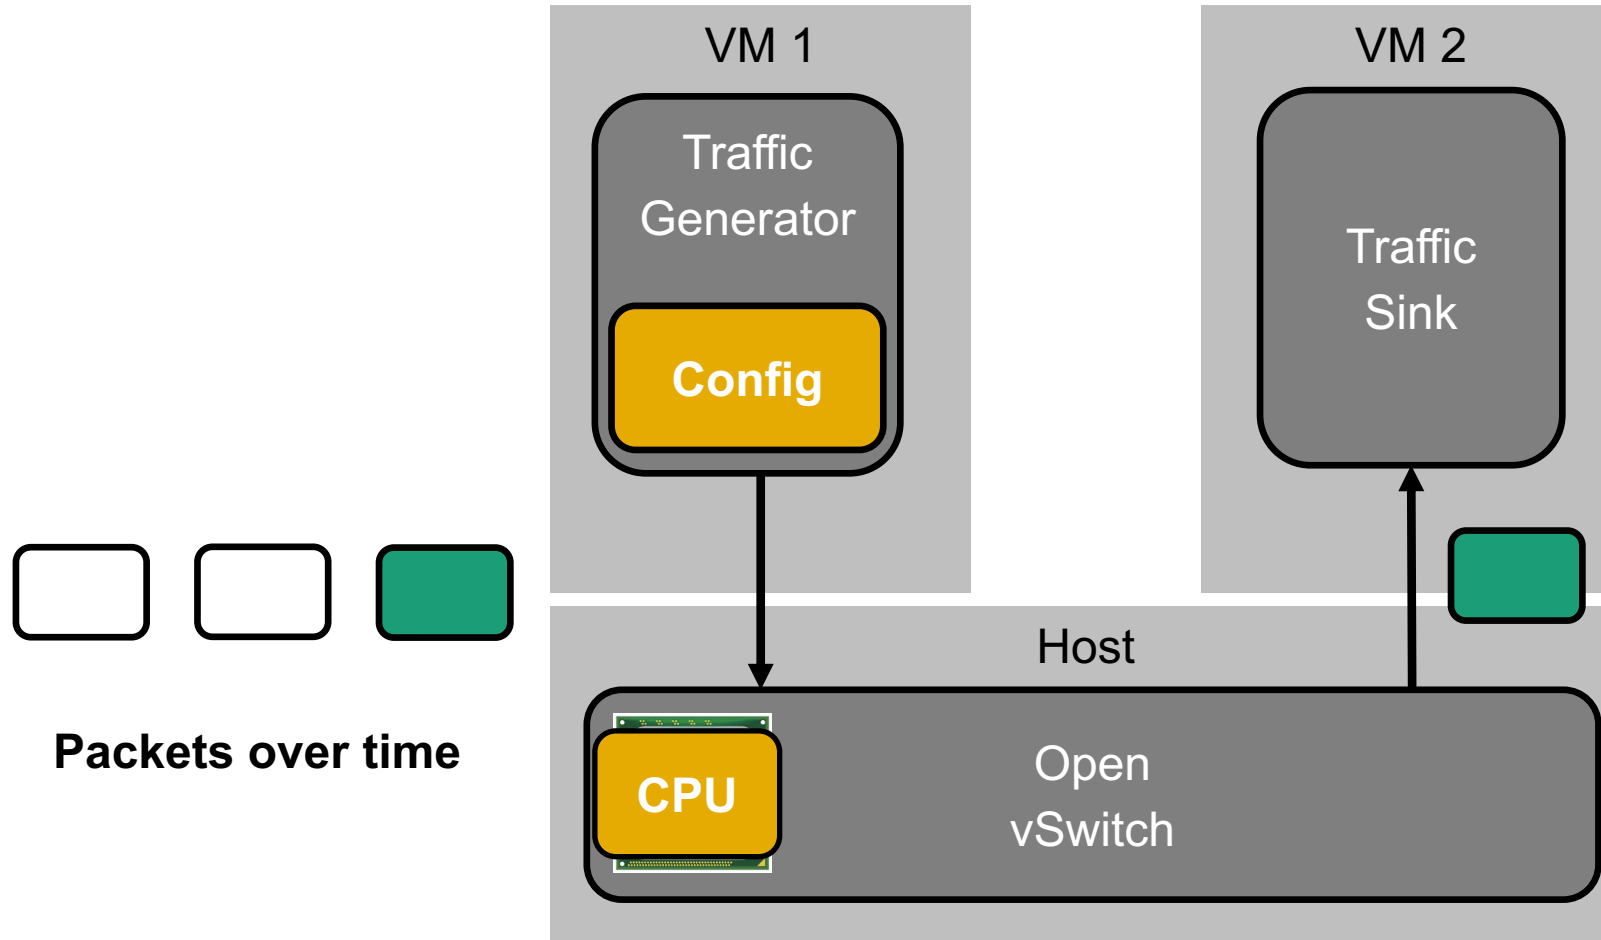 VM 1
Traffic
Generator
Config
VM 2
Traffic
Sink
Packets over time
Host
CPU
Open
vSwitch